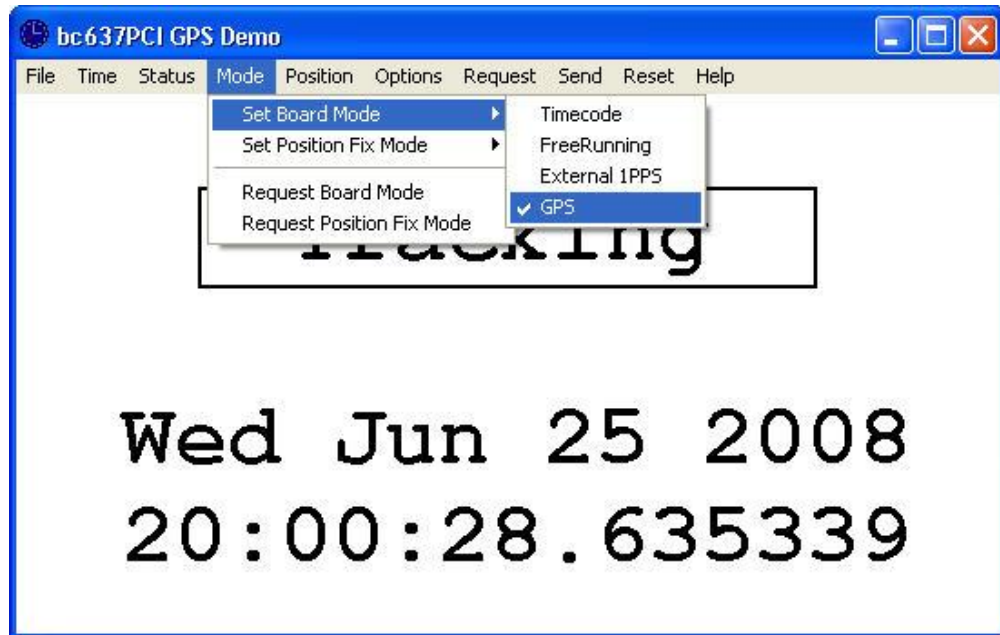 bc637PCI GPS Demo
File Time Status Mode Position Options Request Send Reset Help
Set Board Mode
Set Position Fix Mode
Request Board Mode
Request Position Fix Mode
Timecode
FreeRunning
External 1PPS
GPS
Tracking
Wed Jun 25 2008
20:00:28.635339